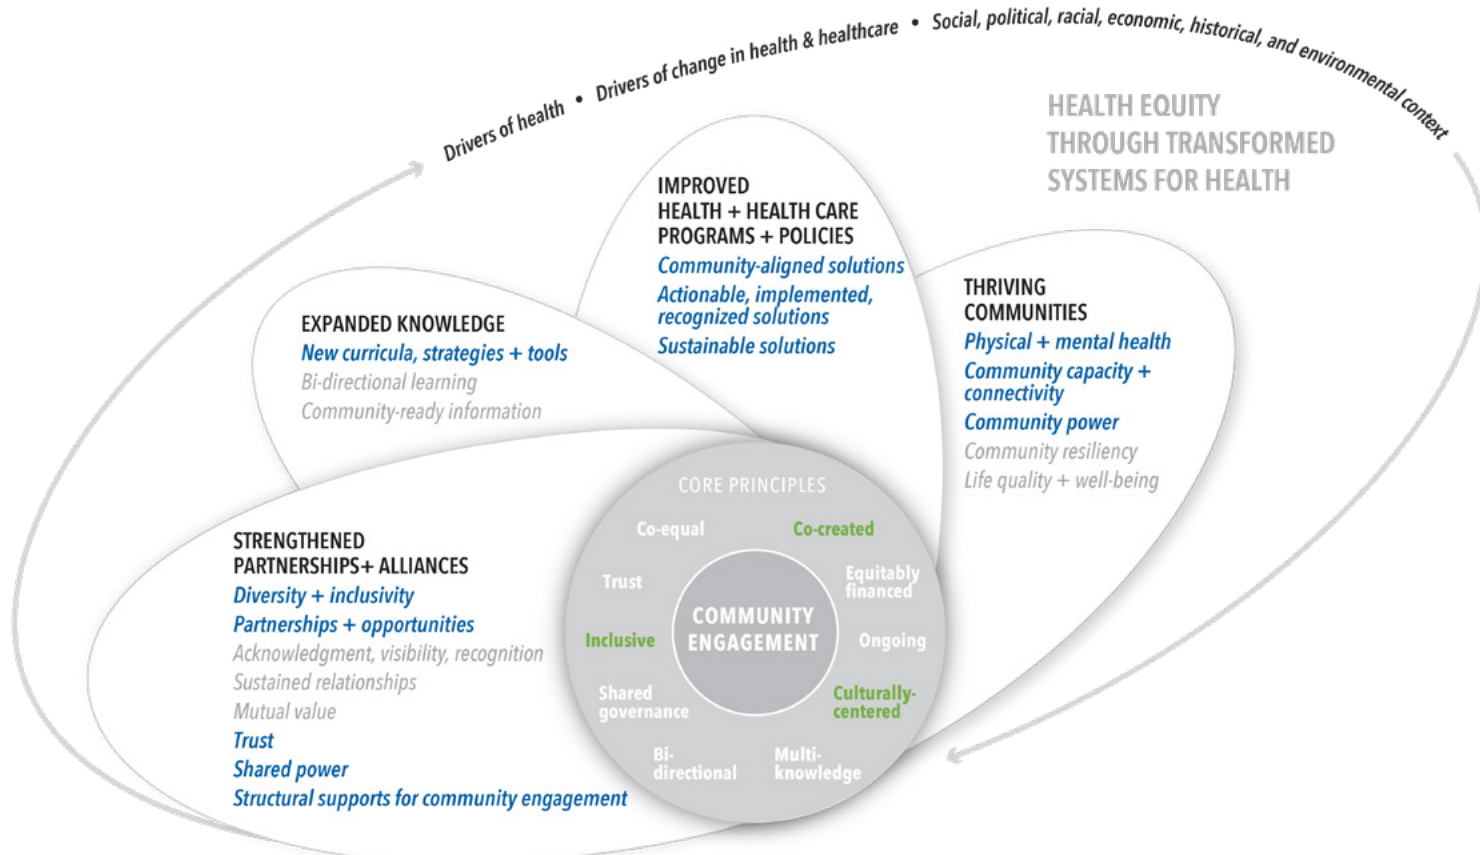 Drivers of health • Drivers of change in health & healthcare • Social, political, racial, economic, historical, and environmental context
HEALTH EQUITY
THROUGH TRANSFORMED
SYSTEMS FOR HEALTH
IMPROVED
HEALTH + HEALTH CARE
PROGRAMS + POLICIES
Community-aligned solutions
Actionable, implemented,
recognized solutions
Sustainable solutions
THRIVING
COMMUNITIES
Physical + mental health
Community capacity +
connectivity
Community power
Community resiliency
Life quality + well-being
EXPANDED KNOWLEDGE
New curricula, strategies + tools
Bi-directional learning
Community-ready information
STRENGTHENED
PARTNERSHIPS+ ALLIANCES
Diversity + inclusivity
Partnerships + opportunities
Acknowledgment, visibility, recognition
Sustained relationships
Mutual value
Trust
Shared power
Structural supports for community engagement
CORE PRINCIPLES
Co-equal
Co-created
Trust
Equitably
financed
Inclusive
COMMUNITY
ENGAGEMENT
Ongoing
Shared
governance
Culturally-
centered
Bi-
directional
Multi-
knowledge